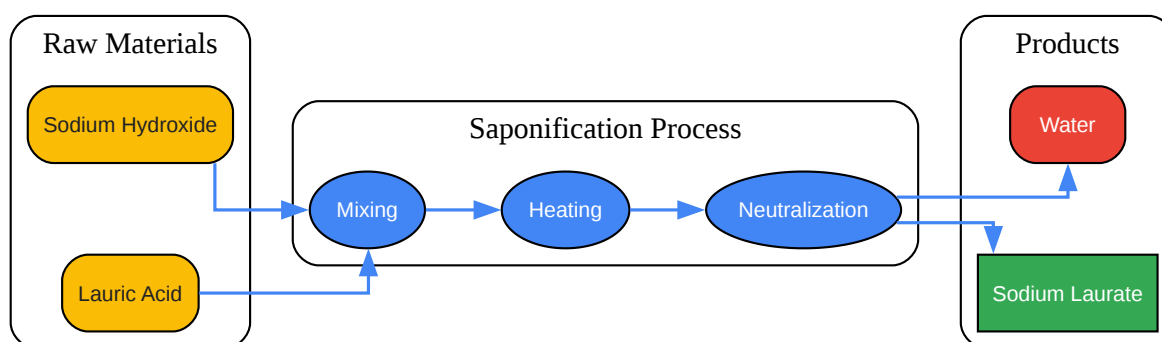 Raw Materials
Sodium Hydroxide
Lauric Acid
Saponification Process
Mixing
Heating
Neutralization
Products
Water
Sodium Laurate